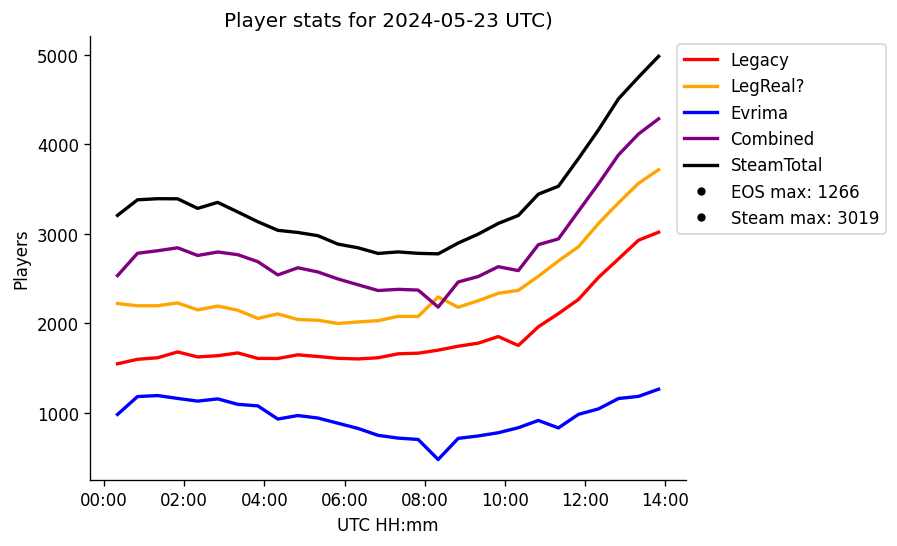 Player stats for 2024-05-23 UTC)
5000
4000
3000
2000
1000
Players
00:00 02:00 04:00 06:00 08:00 10:00 12:00 14:00
UTC HH:mm
Legacy
LegReal?
Evrima
Combined
SteamTotal
EOS max: 1266
Steam max: 3019